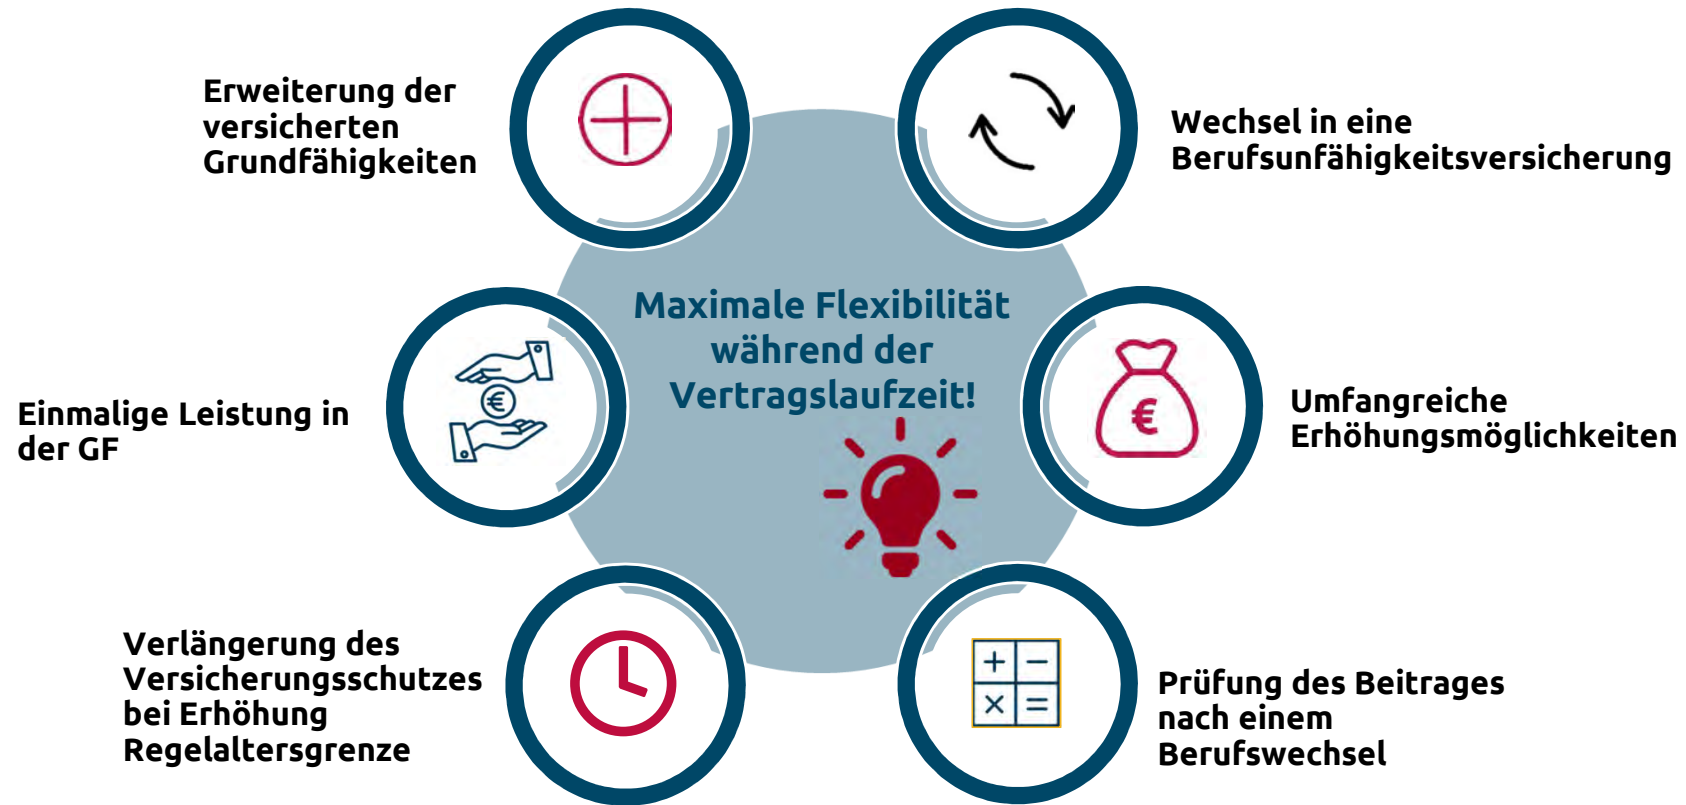 Erweiterung der
versicherten
Grundfähigkeiten
Wechsel in eine
Berufsunfähigkeitsversicherung
Maximale Flexibilität
während der
Vertragslaufzeit!
Einmalige Leistung in
der GF
€
€
Umfangreiche
Erhöhungsmöglichkeiten
Verlängerung des
Versicherungsschutzes
bei Erhöhung
Regelaltersgrenze
+ −
× =
Prüfung des Beitrages
nach einem
Berufswechsel